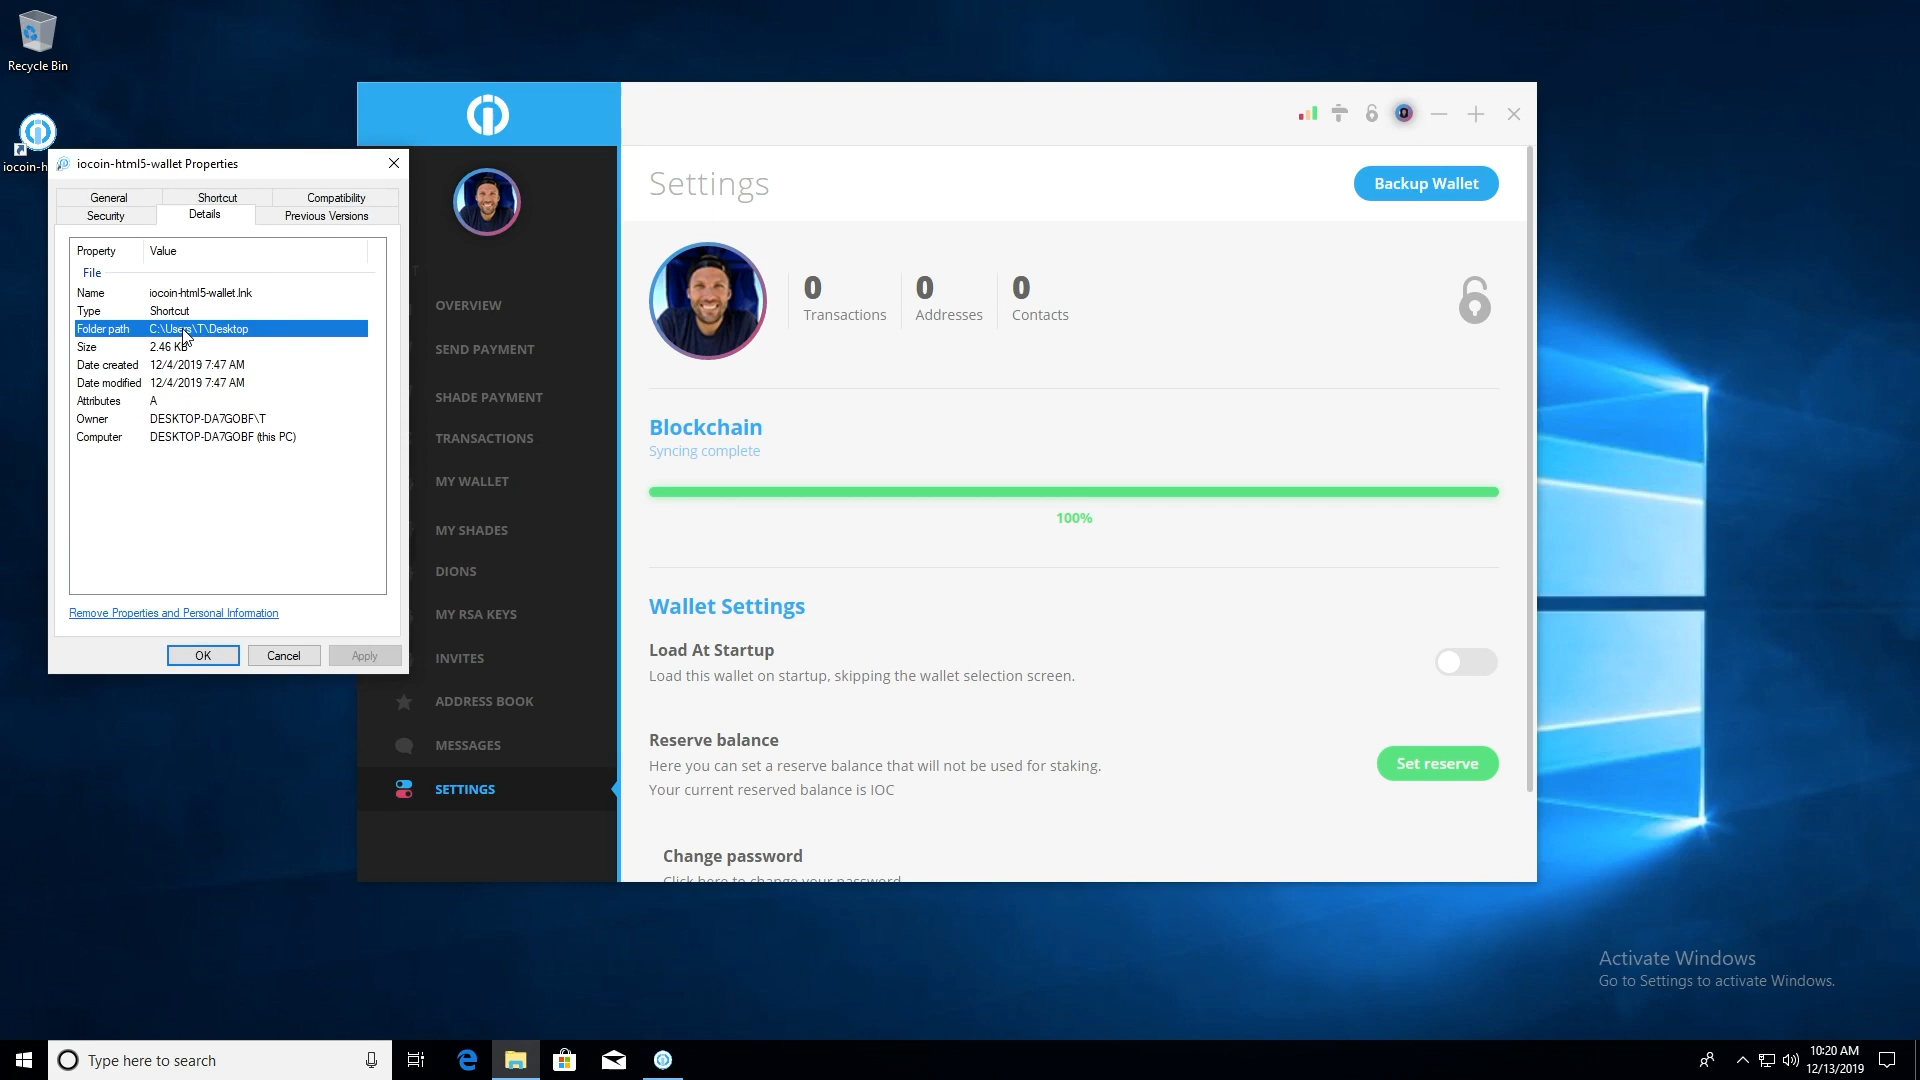 Recycle Bin
iocoin-h
iocoin-html5-wallet Properties
General
Shortcut
Compatibility
Security
Details
Previous Versions
Property
Value
File
Name
iocoin-html5-wallet.lnk
Type
Shortcut
Folder path
C:\Users\T\Desktop
Size
2.46 KB
Date created
12/4/2019 7:47 AM
Date modified
12/4/2019 7:47 AM
Attributes
A
Owner
DESKTOP-DA7GOBF\T
Computer
DESKTOP-DA7GOBF (this PC)
Remove Properties and Personal Information
OK
Cancel
Apply
T
OVERVIEW
SEND PAYMENT
SHADE PAYMENT
TRANSACTIONS
MY WALLET
MY SHADES
DIONS
MY RSA KEYS
INVITES
ADDRESS BOOK
MESSAGES
SETTINGS
Settings
Backup Wallet
0
Transactions
0
Addresses
0
Contacts
Blockchain
Syncing complete
100%
Wallet Settings
Load At Startup
Load this wallet on startup, skipping the wallet selection screen.
Reserve balance
Here you can set a reserve balance that will not be used for staking.
Your current reserved balance is IOC
Set reserve
Change password
Click here to change your password
Activate Windows
Go to Settings to activate Windows.
Type here to search
10:20 AM
12/13/2019